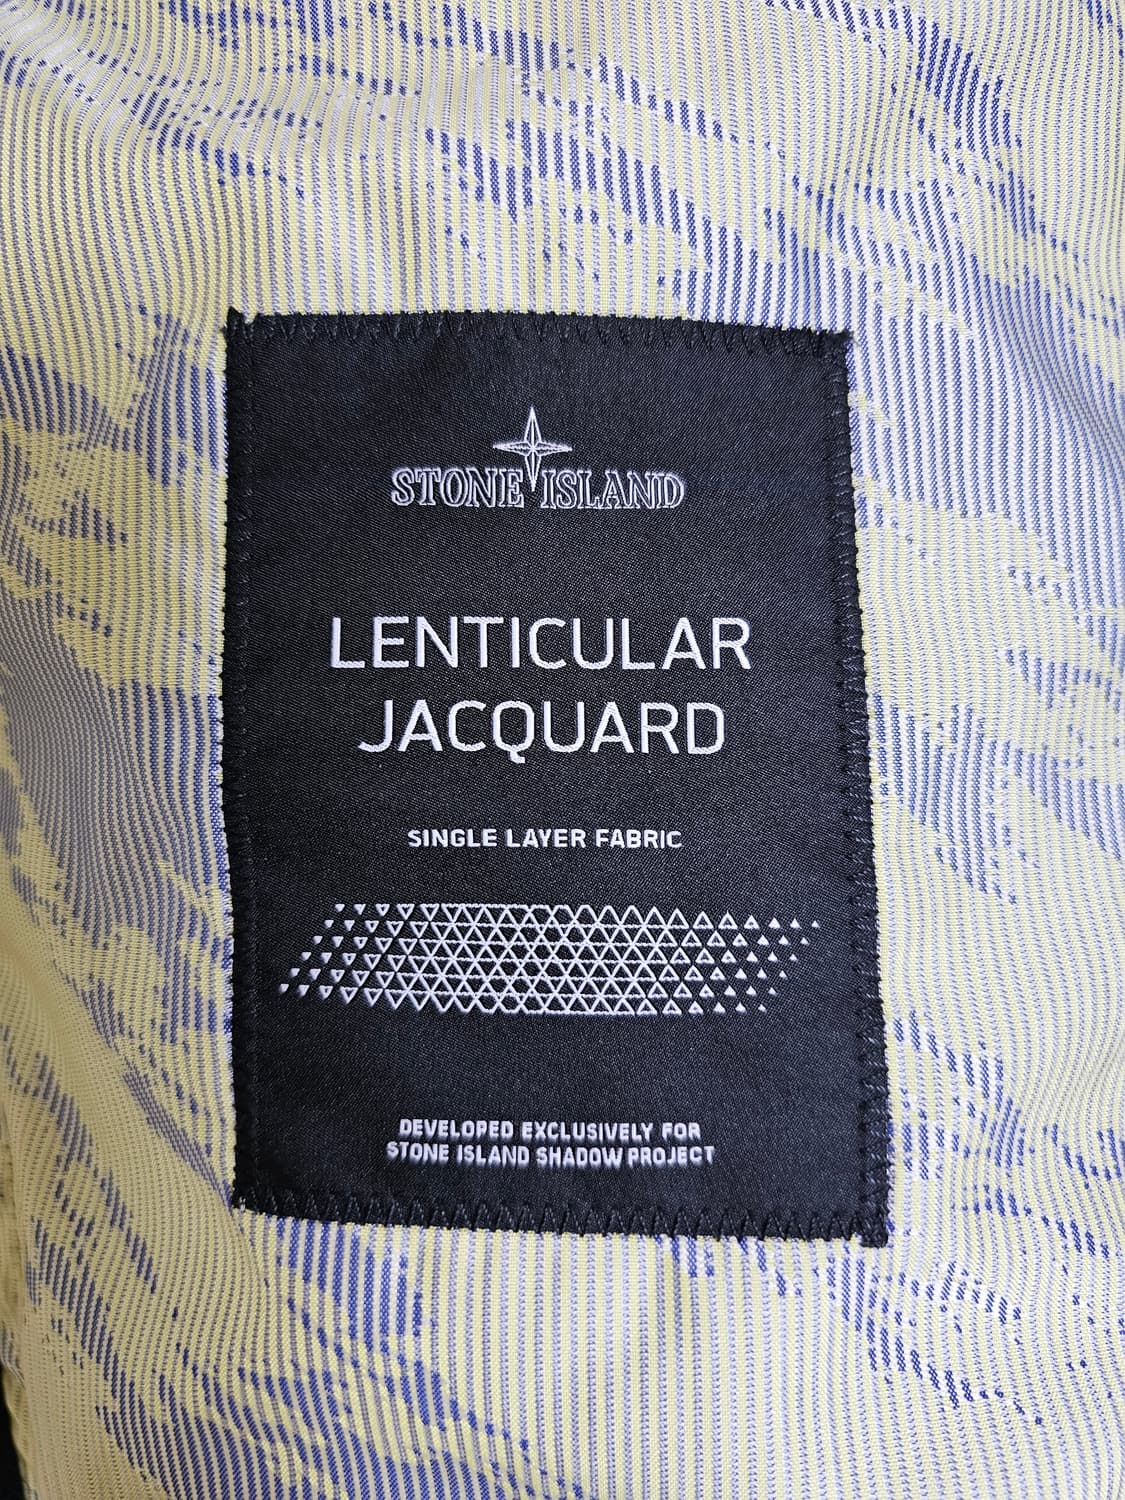 STONE ISLAND
LENTICULAR
JACQUARD
SINGLE LAYER FABRIC
DEVELOPED EXCLUSIVELY FOR
STONE ISLAND SHADOW PROJECT